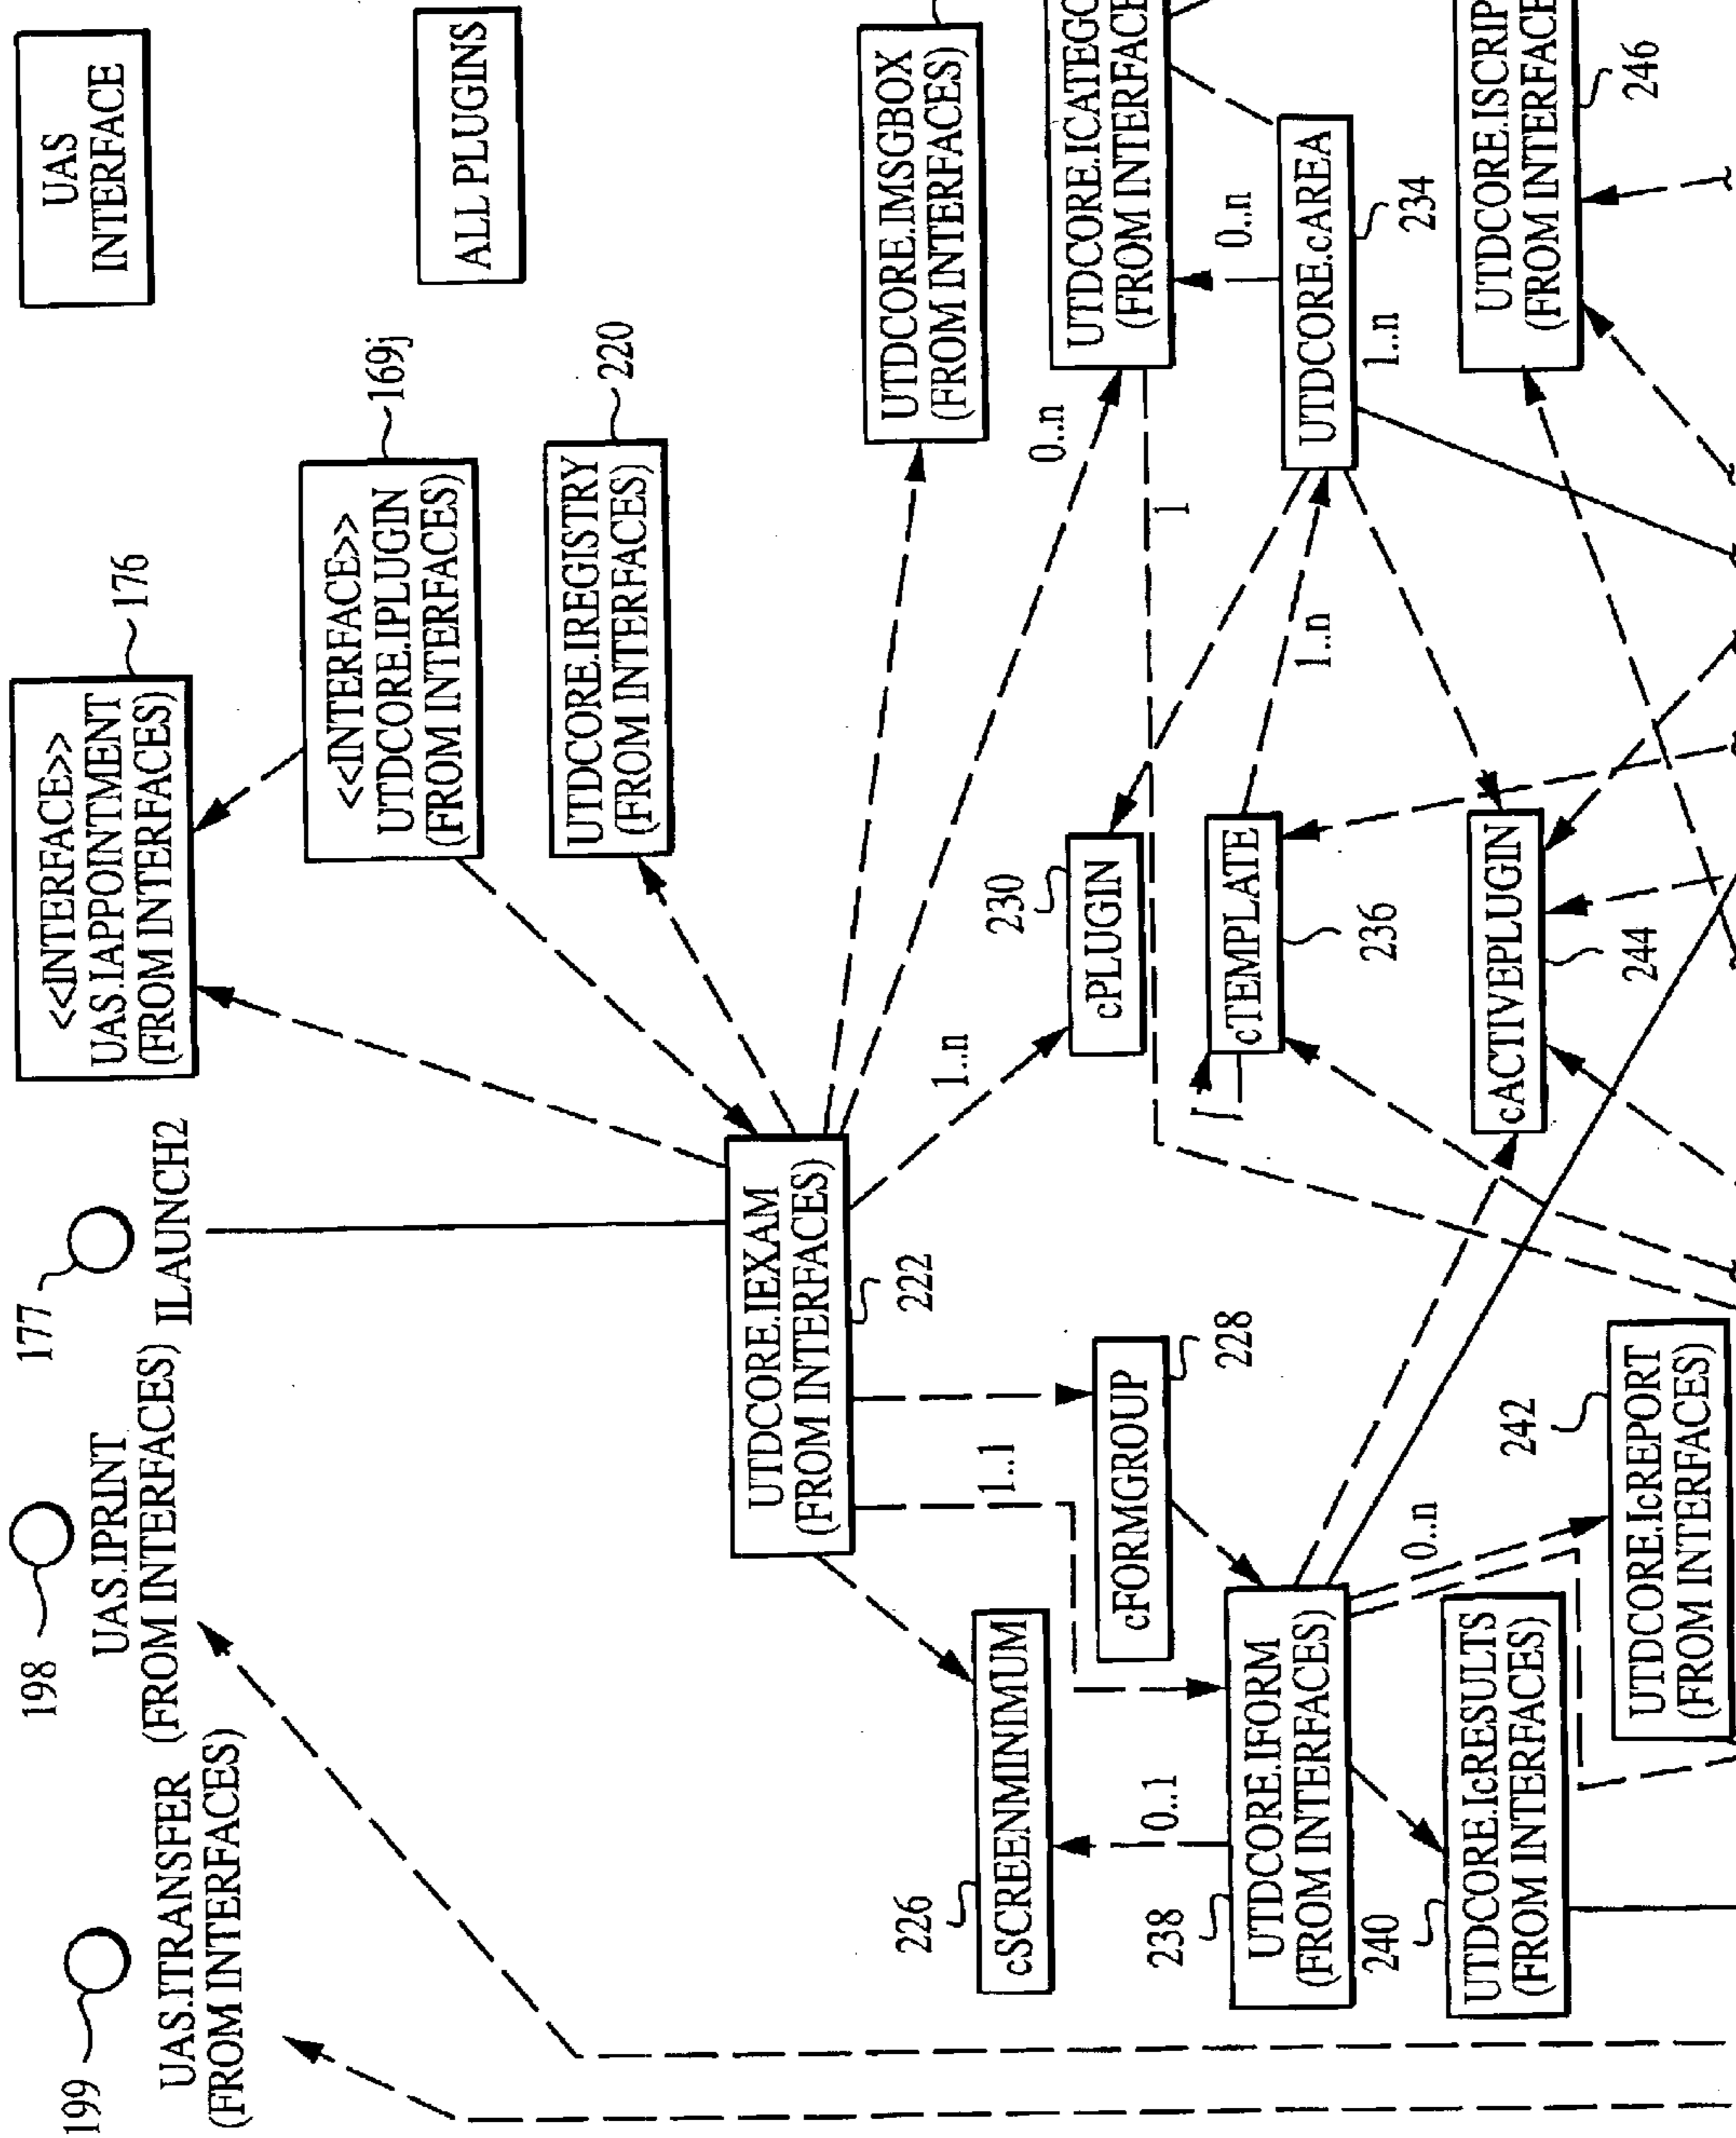 199
UAS.ITRANSFER
(FROM INTERFACES)
198
UAS.IPRINT
(FROM INTERFACES)
177
ILAUNCH2
<<INTERFACE>>
UAS.IAPPOINTMENT
(FROM INTERFACES)
176
UAS
INTERFACE
<<INTERFACE>>
UTDCORE.IPLUGIN
(FROM INTERFACES)
169j
ALL PLUGINS
UTDCORE.IREGISTRY
(FROM INTERFACES)
220
UTDCORE.IEXAM
(FROM INTERFACES)
222
UTDCORE.IMSGBOX
(FROM INTERFACES)
226
cSCREENMINIMUM
1..1
1..n
0..n
cFORMGROUP
228
230
cPLUGIN
UTDCORE.ICATEGO
(FROM INTERFACE
0..1
1
0..n
238
UTDCORE.IFORM
(FROM INTERFACES)
cTEMPLATE
236
1..n
UTDCORE.cAREA
1..n
234
240
UTDCORE.IcRESULTS
(FROM INTERFACES)
0..n
242
UTDCORE.IcREPORT
(FROM INTERFACES)
cACTIVEPLUGIN
244
UTDCORE.ISCRIP
(FROM INTERFACE
246